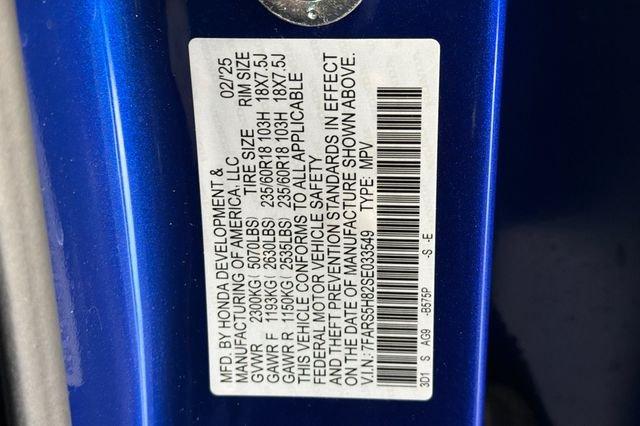 MFD. BY HONDA DEVELOPMENT & 02/'25
MANUFACTURING OF AMERICA, LLC
GVWR 2300KG( 5070LBS) TIRE SIZE RIM SIZE
GAWR F 1193KG( 2630LBS) 235/60R18 103H 18X7.5J
GAWR R 1150KG( 2535LBS) 235/60R18 103H 18X7.5J
THIS VEHICLE CONFORMS TO ALL APPLICABLE
FEDERAL MOTOR VEHICLE SAFETY
AND THEFT PREVENTION STANDARDS IN EFFECT
ON THE DATE OF MANUFACTURE SHOWN ABOVE.
V.I.N.: 7FARS5H82SE033549 TYPE: MPV
3D1 S AG9 -B575P -S -E